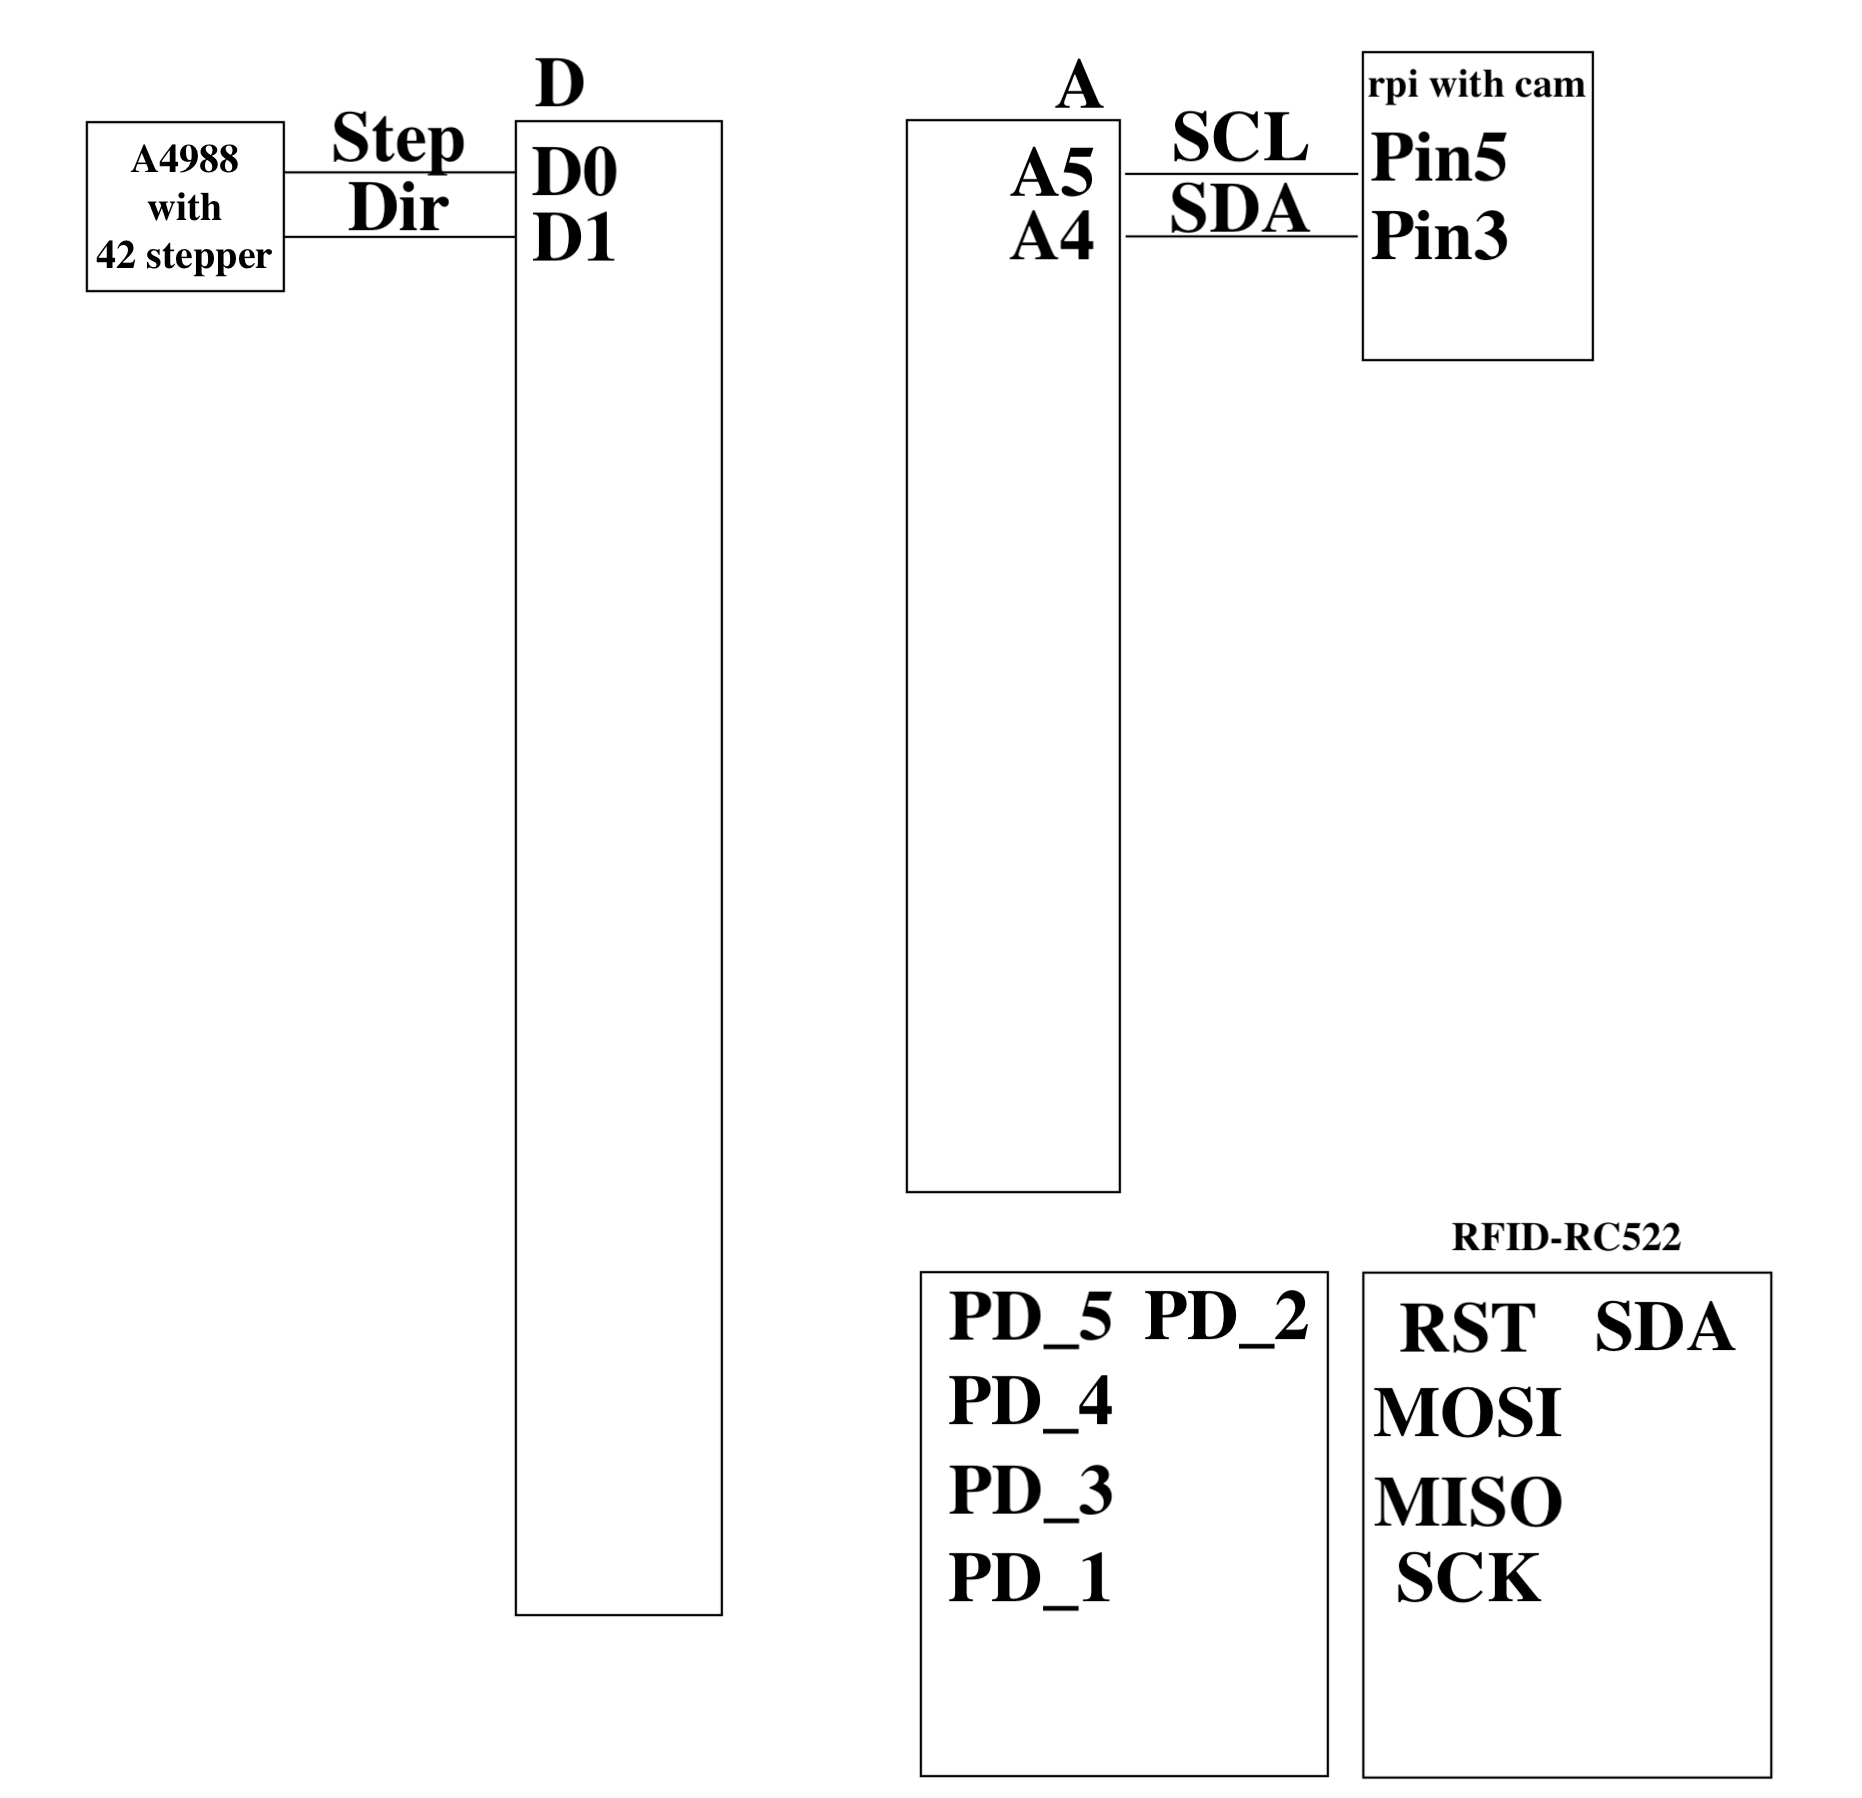 D
A
rpi with cam
A4988
with
42 stepper
Step
Dir
D0
D1
A5
A4
SCL
SDA
Pin5
Pin3
RFID-RC522
PD_5 PD_2
PD_4
PD_3
PD_1
RST SDA
MOSI
MISO
SCK